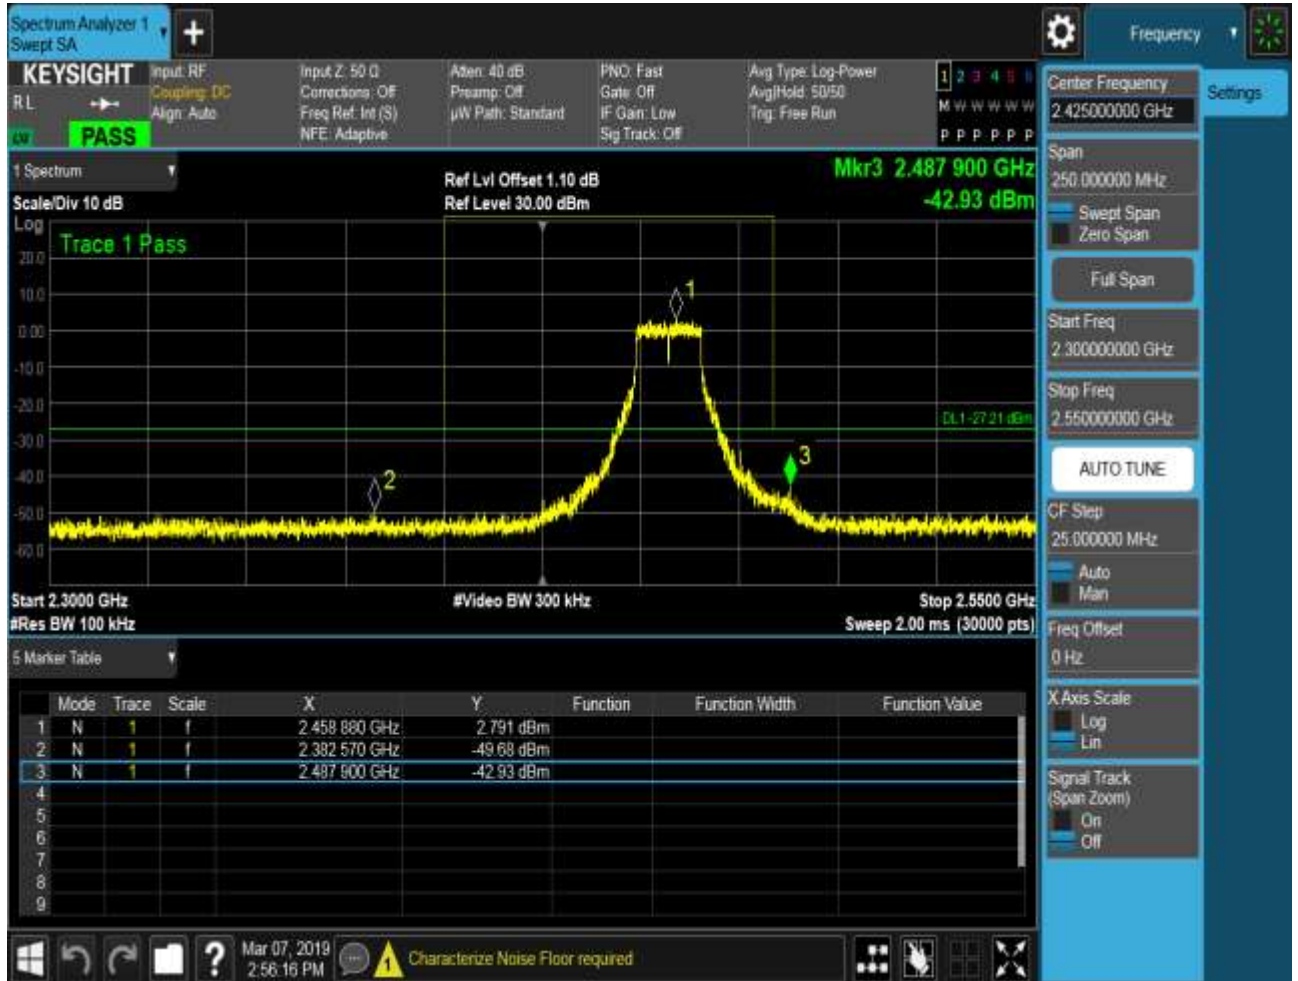 Spectrum Analyzer 1
Swept SA
+
Frequency
KEYSIGHT
R L
PASS
Input: RF
Coupling: DC
Align: Auto
Input Z: 50 Ω
Corrections: Off
Freq Ref: Int (S)
NFE: Adaptive
Atten: 40 dB
Preamp: Off
µW Path: Standard
PNO: Fast
Gate: Off
IF Gain: Low
Sig Track: Off
Avg Type: Log-Power
Avg|Hold: 50/50
Trig: Free Run
1 2 3 4 5 6
M W W W W W
P P P P P P
1 Spectrum
Scale/Div 10 dB
Ref Lvl Offset 1.10 dB
Ref Level 30.00 dBm
Mkr3 2.487 900 GHz
-42.93 dBm
Log
Trace 1 Pass
20.0
10.0
0.00
-10.0
-20.0
-30.0
-40.0
-50.0
-60.0
1
2
3
DL1 -27.21 dBm
Start 2.3000 GHz
#Res BW 100 kHz
#Video BW 300 kHz
Stop 2.5500 GHz
Sweep 2.00 ms (30000 pts)
5 Marker Table
Mode Trace Scale X Y Function Function Width Function Value
1 N 1 f 2.458 880 GHz 2.791 dBm
2 N 1 f 2.382 570 GHz -49.68 dBm
3 N 1 f 2.487 900 GHz -42.93 dBm
4
5
6
7
8
9
Center Frequency
2.425000000 GHz
Settings
Span
250.000000 MHz
Swept Span
Zero Span
Full Span
Start Freq
2.300000000 GHz
Stop Freq
2.550000000 GHz
AUTO TUNE
CF Step
25.000000 MHz
Auto
Man
Freq Offset
0 Hz
X Axis Scale
Log
Lin
Signal Track
(Span Zoom)
On
Off
?
Mar 07, 2019
2:56:16 PM
1
Characterize Noise Floor required